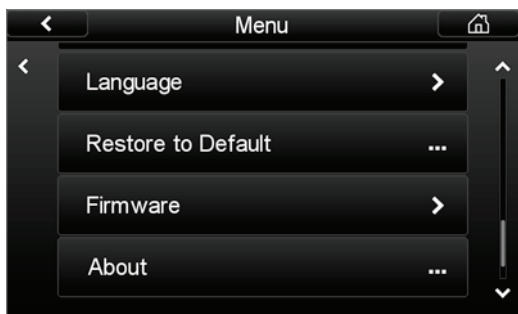 Menu
Language
Restore to Default
Firmware
About